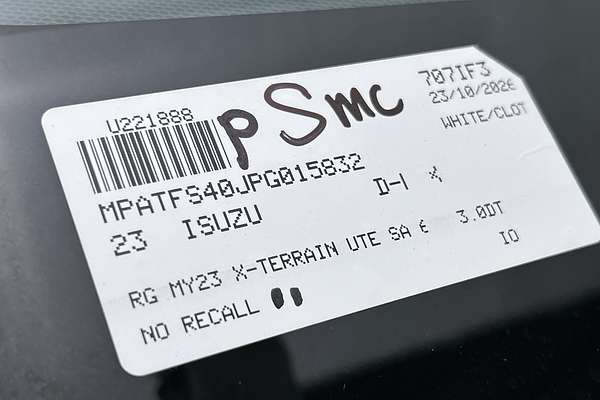 U221888
pSmc
707IF3
23/10/2026
WHITE/CLOT
MPATFS40JPG015832
23 ISUZU
D-I
RG MY23 X-TERRAIN UTE SA 6 3.0DT
IO
NO RECALL